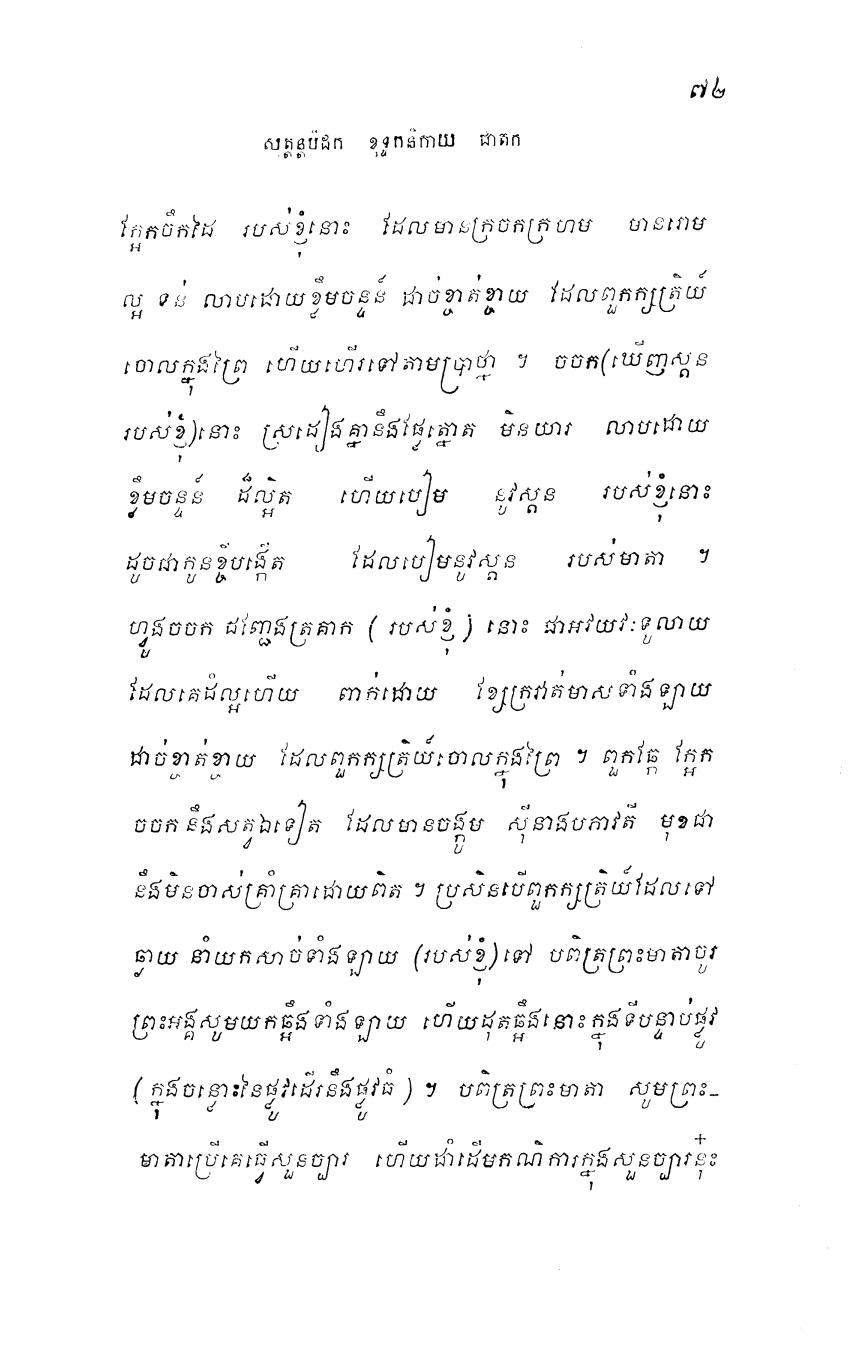 ៧៤
សុត្តន្តបិដក ខុទ្ទកនិកាយ ជាតក
ក្អែកចឹកដៃ របស់ខ្ញុំនោះ ដែលមានក្រចកក្រហម មានរោម
ល្អ ទន់ លាបដោយខ្លឹមចន្ទន៍ ដាច់ខ្ចាត់ខ្ចាយ ដែលពួកក្សត្រិយ៍
ចោលក្នុងព្រៃ ហើយហើរទៅតាមប្រាថ្នា ។ ចចក(ឃើញស្តន
របស់ខ្ញុំ)នោះ ស្រដៀងគ្នានឹងផ្លែត្នោត មិនយារ លាបដោយ
ខ្លឹមចន្ទន៍ ដ៏ល្អិត ហើយបៀម នូវស្តន របស់ខ្ញុំនោះ
ដូចជាកូនខ្ចីបង្កើត ដែលបៀមនូវស្តន របស់មាតា ។
ហ្វូងចចក ដញ្ជែងត្រគាក ( របស់ខ្ញុំ ) នោះ ជាអវយវៈទូលាយ
ដែលគេដំល្អហើយ ពាក់ដោយ ខ្សែក្រវាត់មាសទាំងឡាយ
ដាច់ខ្ចាត់ខ្ចាយ ដែលពួកក្សត្រិយ៍ចោលក្នុងព្រៃ ។ ពួកឆ្កែ ក្អែក
ចចក នឹងសត្វឯទៀត ដែលមានចង្កូម ស៊ីនាងបភាវតី មុខជា
នឹងមិនចាស់គ្រាំគ្រាដោយពិត ។ ប្រសិនបើពួកក្សត្រិយ៍ដែលទៅ
ឆ្ងាយ នាំយកសាច់ទាំងឡាយ (របស់ខ្ញុំ)ទៅ បពិត្រព្រះមាតាចូរ
ព្រះអង្គសូមយកឆ្អឹងទាំងឡាយ ហើយដុតឆ្អឹងនោះក្នុងទីបន្ទាប់ផ្លូវ
(ក្នុងចន្លោះនៃផ្លូវដើរនឹងផ្លូវធំ ) ។ បពិត្រព្រះមាតា សូមព្រះ-
មាតាប្រើគេធ្វើសួនច្បារ ហើយដាំដើមកណិការក្នុងសួនច្បារនុ៎ះ